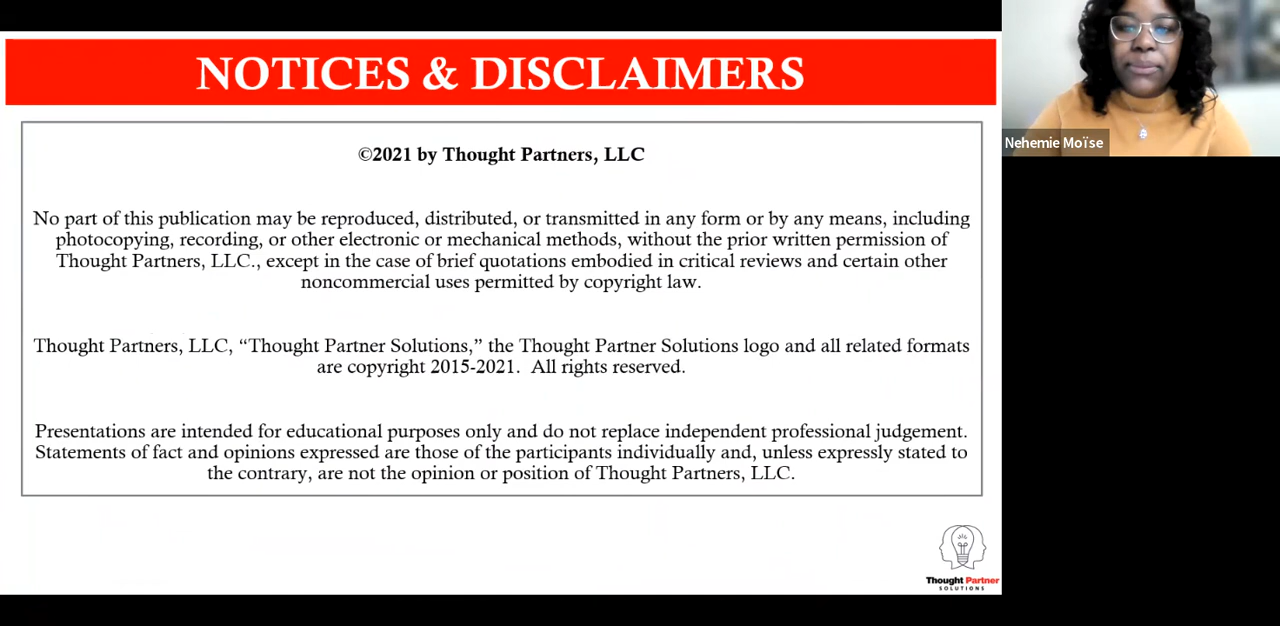 NOTICES & DISCLAIMERS
©2021 by Thought Partners, LLC
No part of this publication may be reproduced, distributed, or transmitted in any form or by any means, including
photocopying, recording, or other electronic or mechanical methods, without the prior written permission of
Thought Partners, LLC., except in the case of brief quotations embodied in critical reviews and certain other
noncommercial uses permitted by copyright law.
Thought Partners, LLC, “Thought Partner Solutions,” the Thought Partner Solutions logo and all related formats
are copyright 2015-2021.  All rights reserved.
Presentations are intended for educational purposes only and do not replace independent professional judgement.
Statements of fact and opinions expressed are those of the participants individually and, unless expressly stated to
the contrary, are not the opinion or position of Thought Partners, LLC.
Thought Partner
SOLUTIONS
Nehemie Moïse